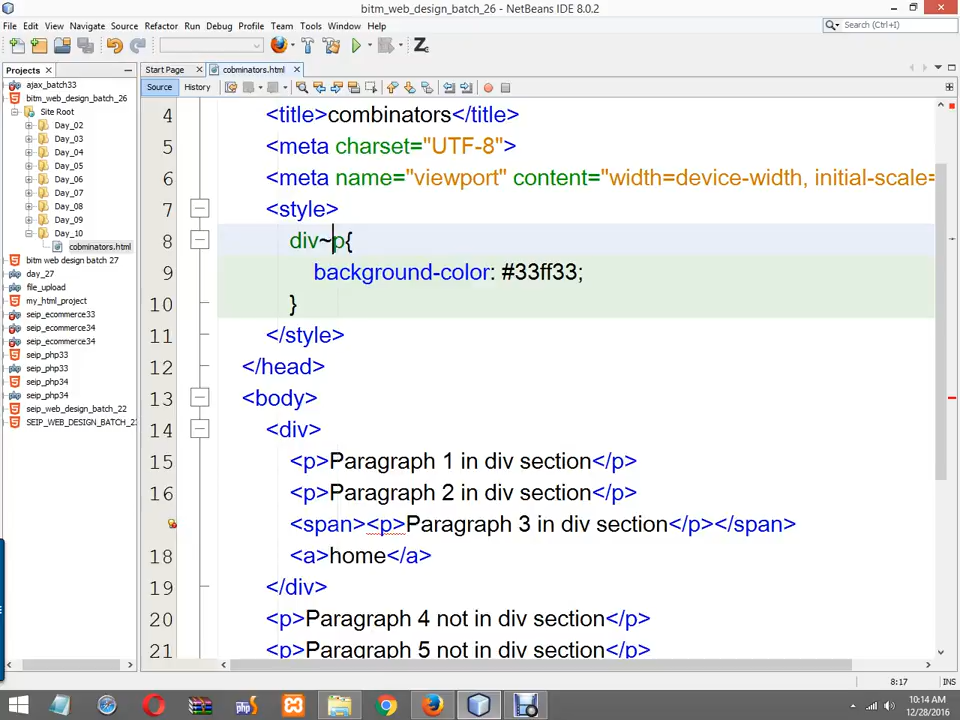 bitm_web_design_batch_26 - NetBeans IDE 8.0.2
File Edit View Navigate Source Refactor Run Debug Profile Team Tools Window Help
Search (Ctrl+I)
Projects
Start Page
cobminators.html
Source History
ajax_batch33
bitm_web_design_batch_26
Site Root
Day_02
Day_03
Day_04
Day_05
Day_06
Day_07
Day_08
Day_09
Day_10
cobminators.html
bitm web design batch 27
day_27
file_upload
my_html_project
seip_ecommerce33
seip_ecommerce34
seip_ecommerce34
seip_php33
seip_php33
seip_php34
seip_php34
seip_web_design_batch_22
SEIP_WEB_DESIGN_BATCH_2
4 <title>combinators</title>
5 <meta charset="UTF-8">
6 <meta name="viewport" content="width=device-width, initial-scale=
7 <style>
8 div~p{
9 background-color: #33ff33;
10 }
11 </style>
12 </head>
13 <body>
14 <div>
15 <p>Paragraph 1 in div section</p>
16 <p>Paragraph 2 in div section</p>
<span><p>Paragraph 3 in div section</p></span>
18 <a>home</a>
19 </div>
20 <p>Paragraph 4 not in div section</p>
21 <p>Paragraph 5 not in div section</p>
8:17 INS
php
10:14 AM
12/28/2016